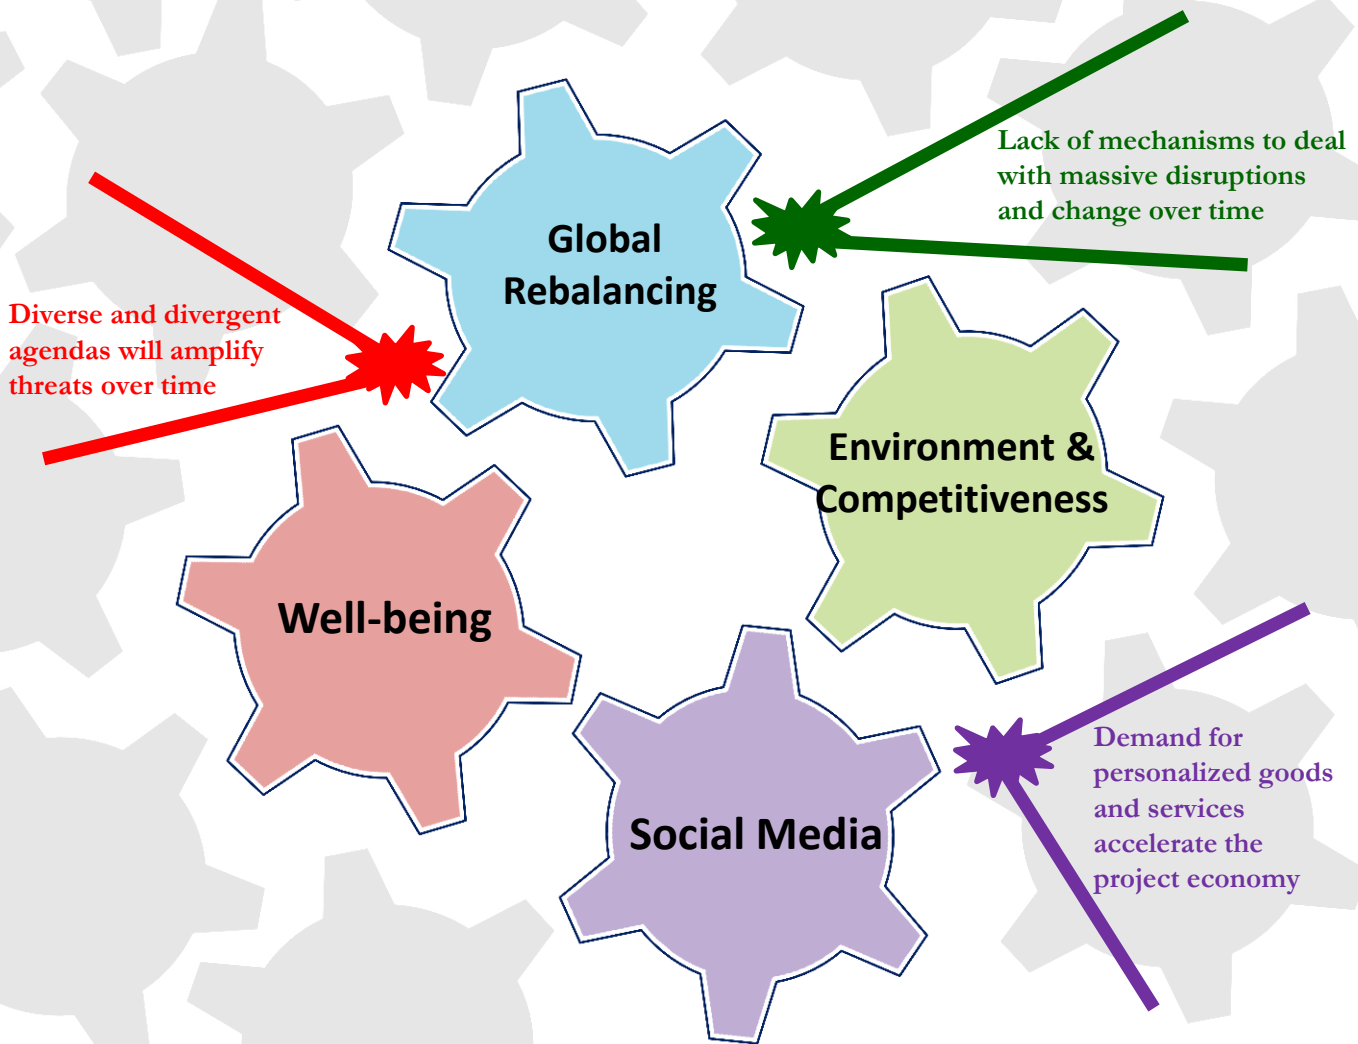 Lack of mechanisms to deal
with massive disruptions
and change over time
Global
Rebalancing
Diverse and divergent
agendas will amplify
threats over time
Environment &
Competitiveness
Well-being
Demand for
personalized goods
and services
accelerate the
project economy
Social Media